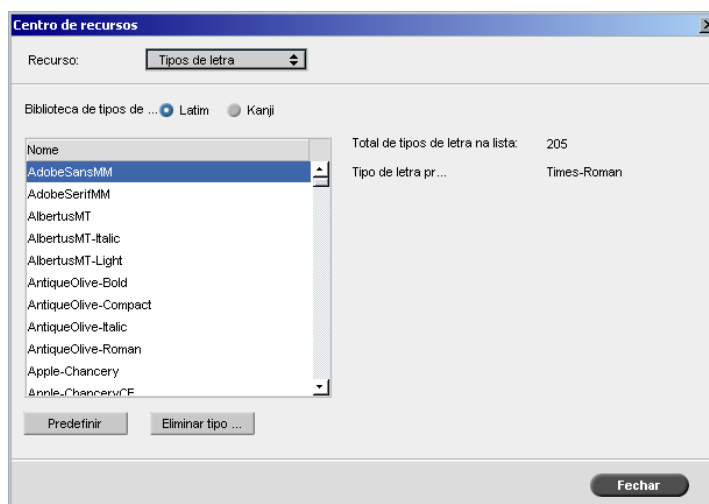 Centro de recursos
Recurso: Tipos de letra
Biblioteca de tipos de ... Latim Kanji
Nome
AdobeSansMM
AdobeSerifMM
AlbertusMT
AlbertusMT-Italic
AlbertusMT-Light
AntiqueOlive-Bold
AntiqueOlive-Compact
AntiqueOlive-Italic
AntiqueOlive-Roman
Apple-Chancery
Apple-ChanceryCE
Total de tipos de letra na lista: 205
Tipo de letra pr... Times-Roman
Predefinir Eliminar tipo ...
Fechar